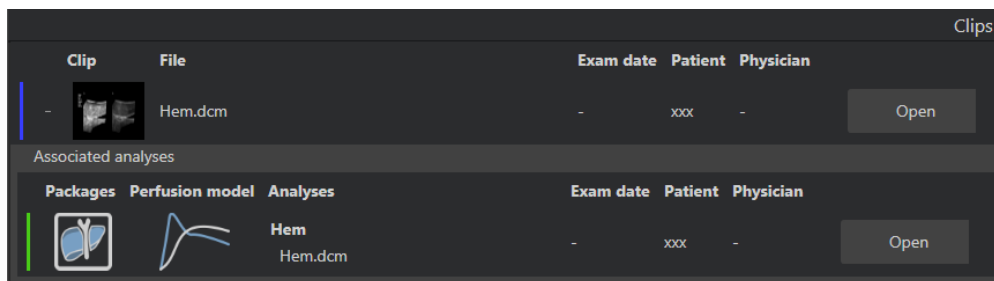 Clips
Clip File Exam date Patient Physician
- Hem.dcm - xxx - Open
Associated analyses
Packages Perfusion model Analyses Exam date Patient Physician
Hem
Hem.dcm - xxx - Open